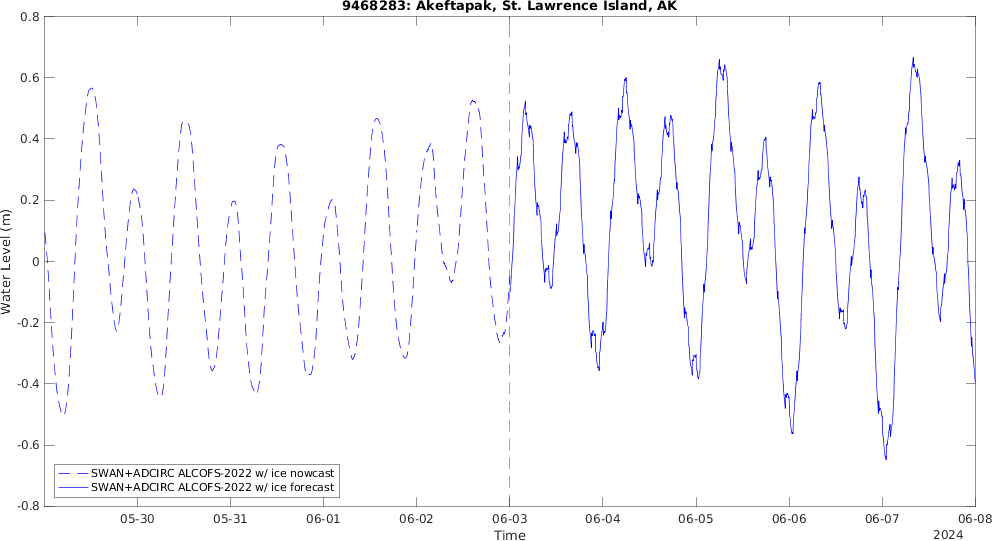 9468283: Akeftapak, St. Lawrence Island, AK
0.8
0.6
0.4
0.2
0
-0.2
-0.4
-0.6
-0.8
Water Level (m)
SWAN+ADCIRC ALCOFS-2022 w/ ice nowcast
SWAN+ADCIRC ALCOFS-2022 w/ ice forecast
05-30 05-31 06-01 06-02 06-03 06-04 06-05 06-06 06-07 06-08
Time
2024